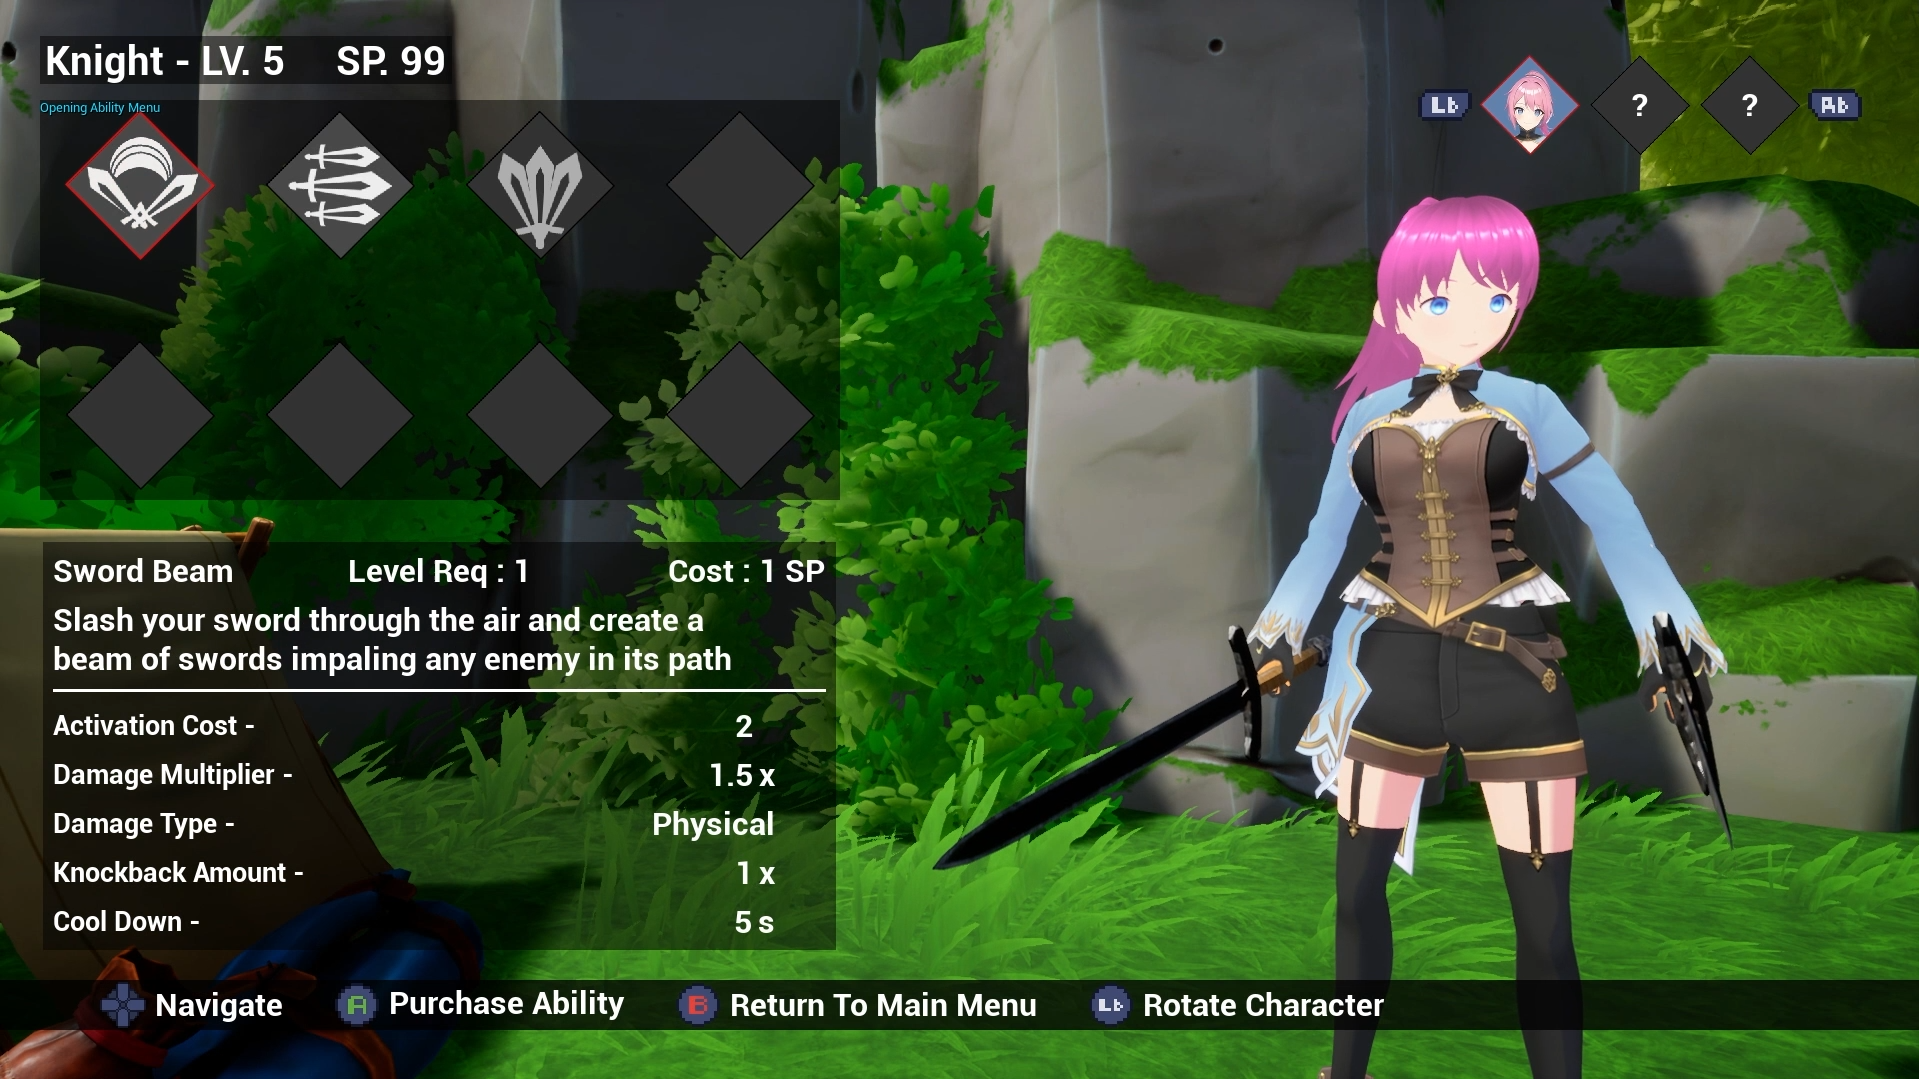 Knight - LV. 5 SP. 99
Opening Ability Menu
Lb ? ? Rb
Sword Beam Level Req : 1 Cost : 1 SP
Slash your sword through the air and create a
beam of swords impaling any enemy in its path
Activation Cost - 2
Damage Multiplier - 1.5 x
Damage Type - Physical
Knockback Amount - 1 x
Cool Down - 5 s
Navigate A Purchase Ability B Return To Main Menu Lb Rotate Character